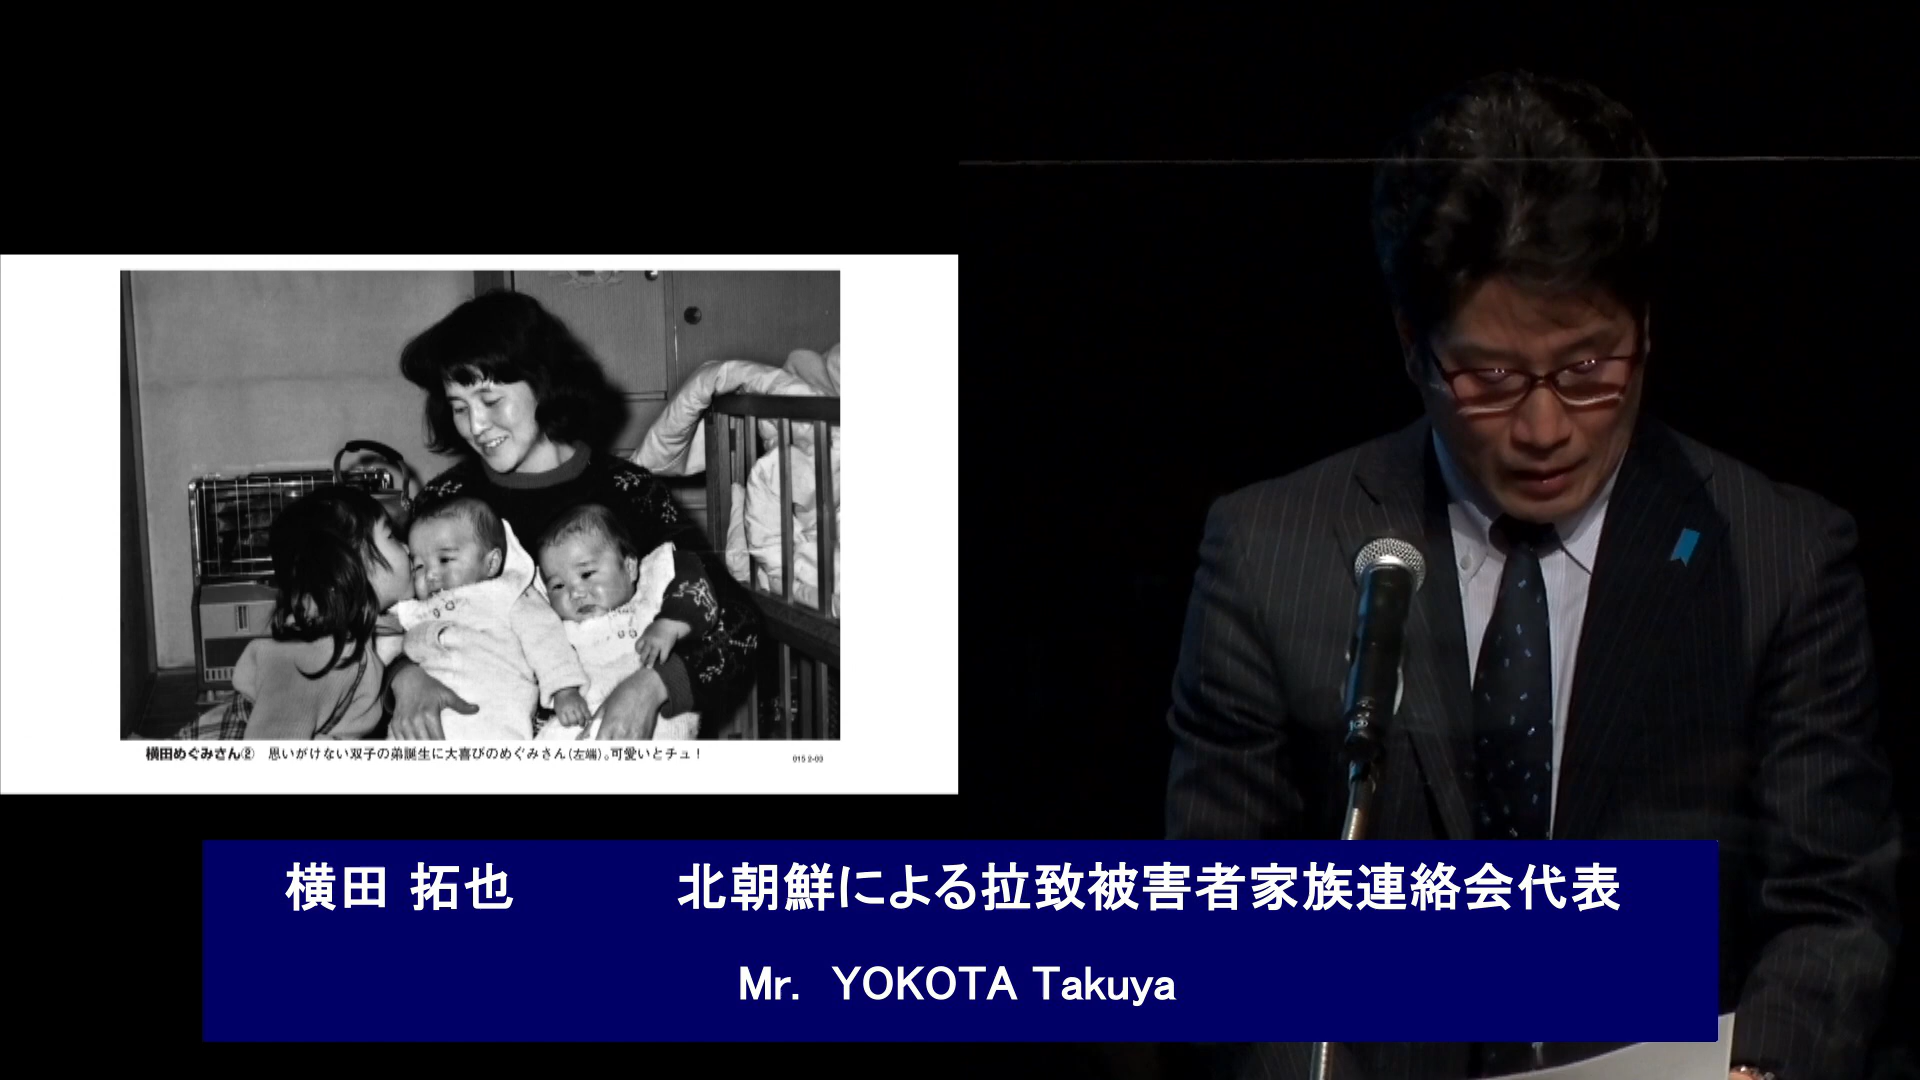 横田めぐみさん② 思いがけない双子の弟誕生に大喜びのめぐみさん(左端)。可愛いとチュ！
015 2-03
横田 拓也 北朝鮮による拉致被害者家族連絡会代表
Mr. YOKOTA Takuya